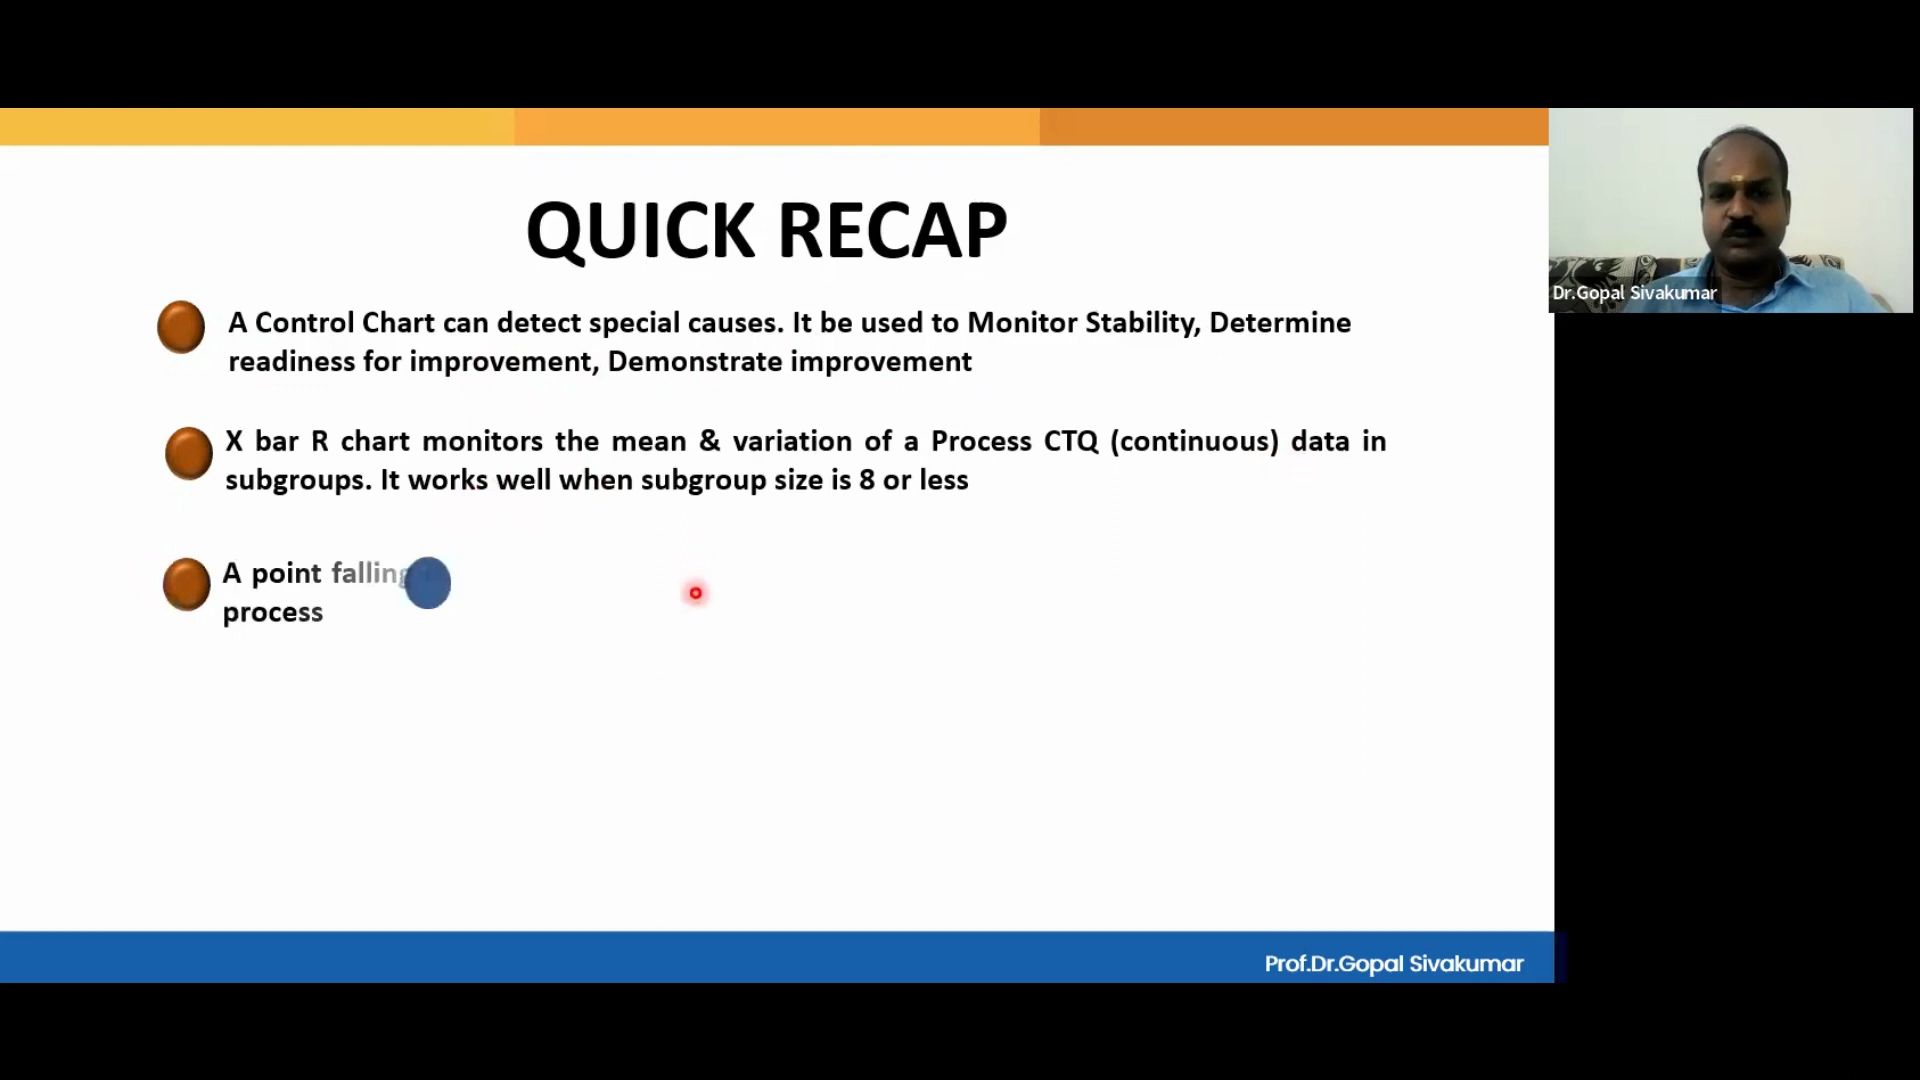 QUICK RECAP
A Control Chart can detect special causes. It be used to Monitor Stability, Determine
readiness for improvement, Demonstrate improvement
X bar R chart monitors the mean & variation of a Process CTQ (continuous) data in
subgroups. It works well when subgroup size is 8 or less
A point falling
process
Dr.Gopal Sivakumar
Prof.Dr.Gopal Sivakumar